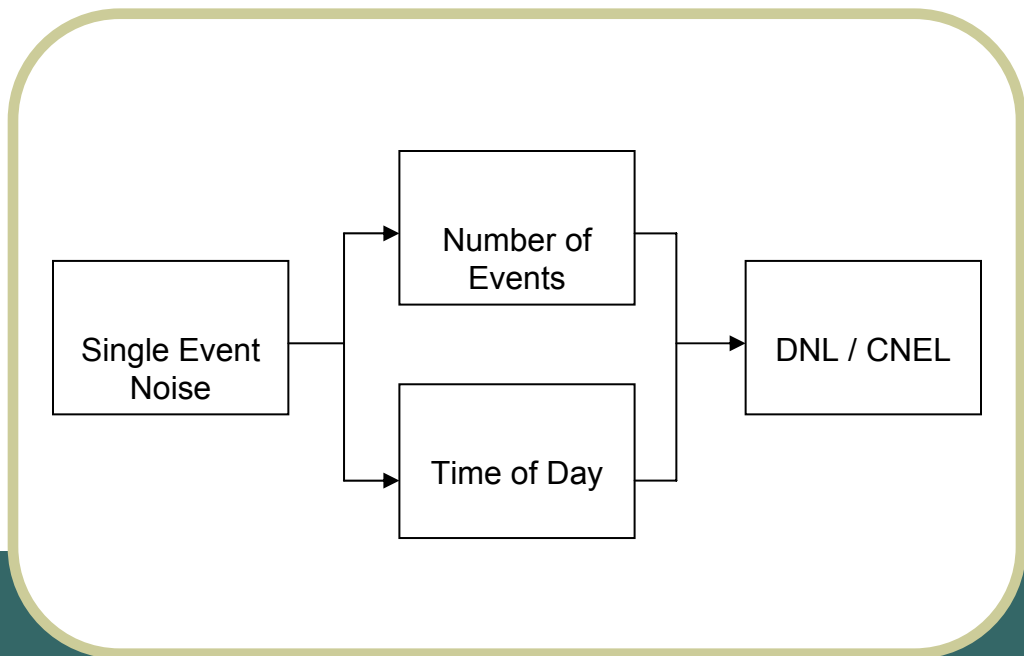 Single Event
Noise
Number of
Events
Time of Day
DNL / CNEL